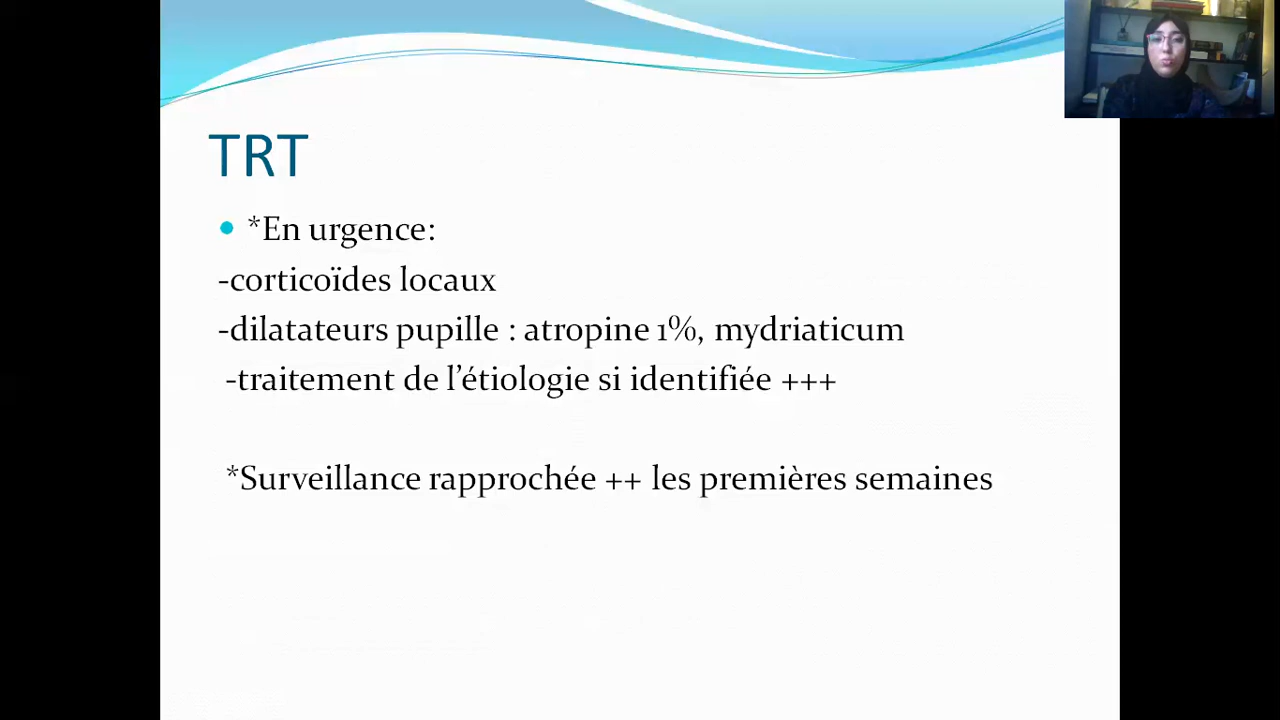 TRT
*En urgence:
-corticoïdes locaux
-dilatateurs pupille : atropine 1%, mydriaticum
-traitement de l’étiologie si identifiée +++
*Surveillance rapprochée ++ les premières semaines